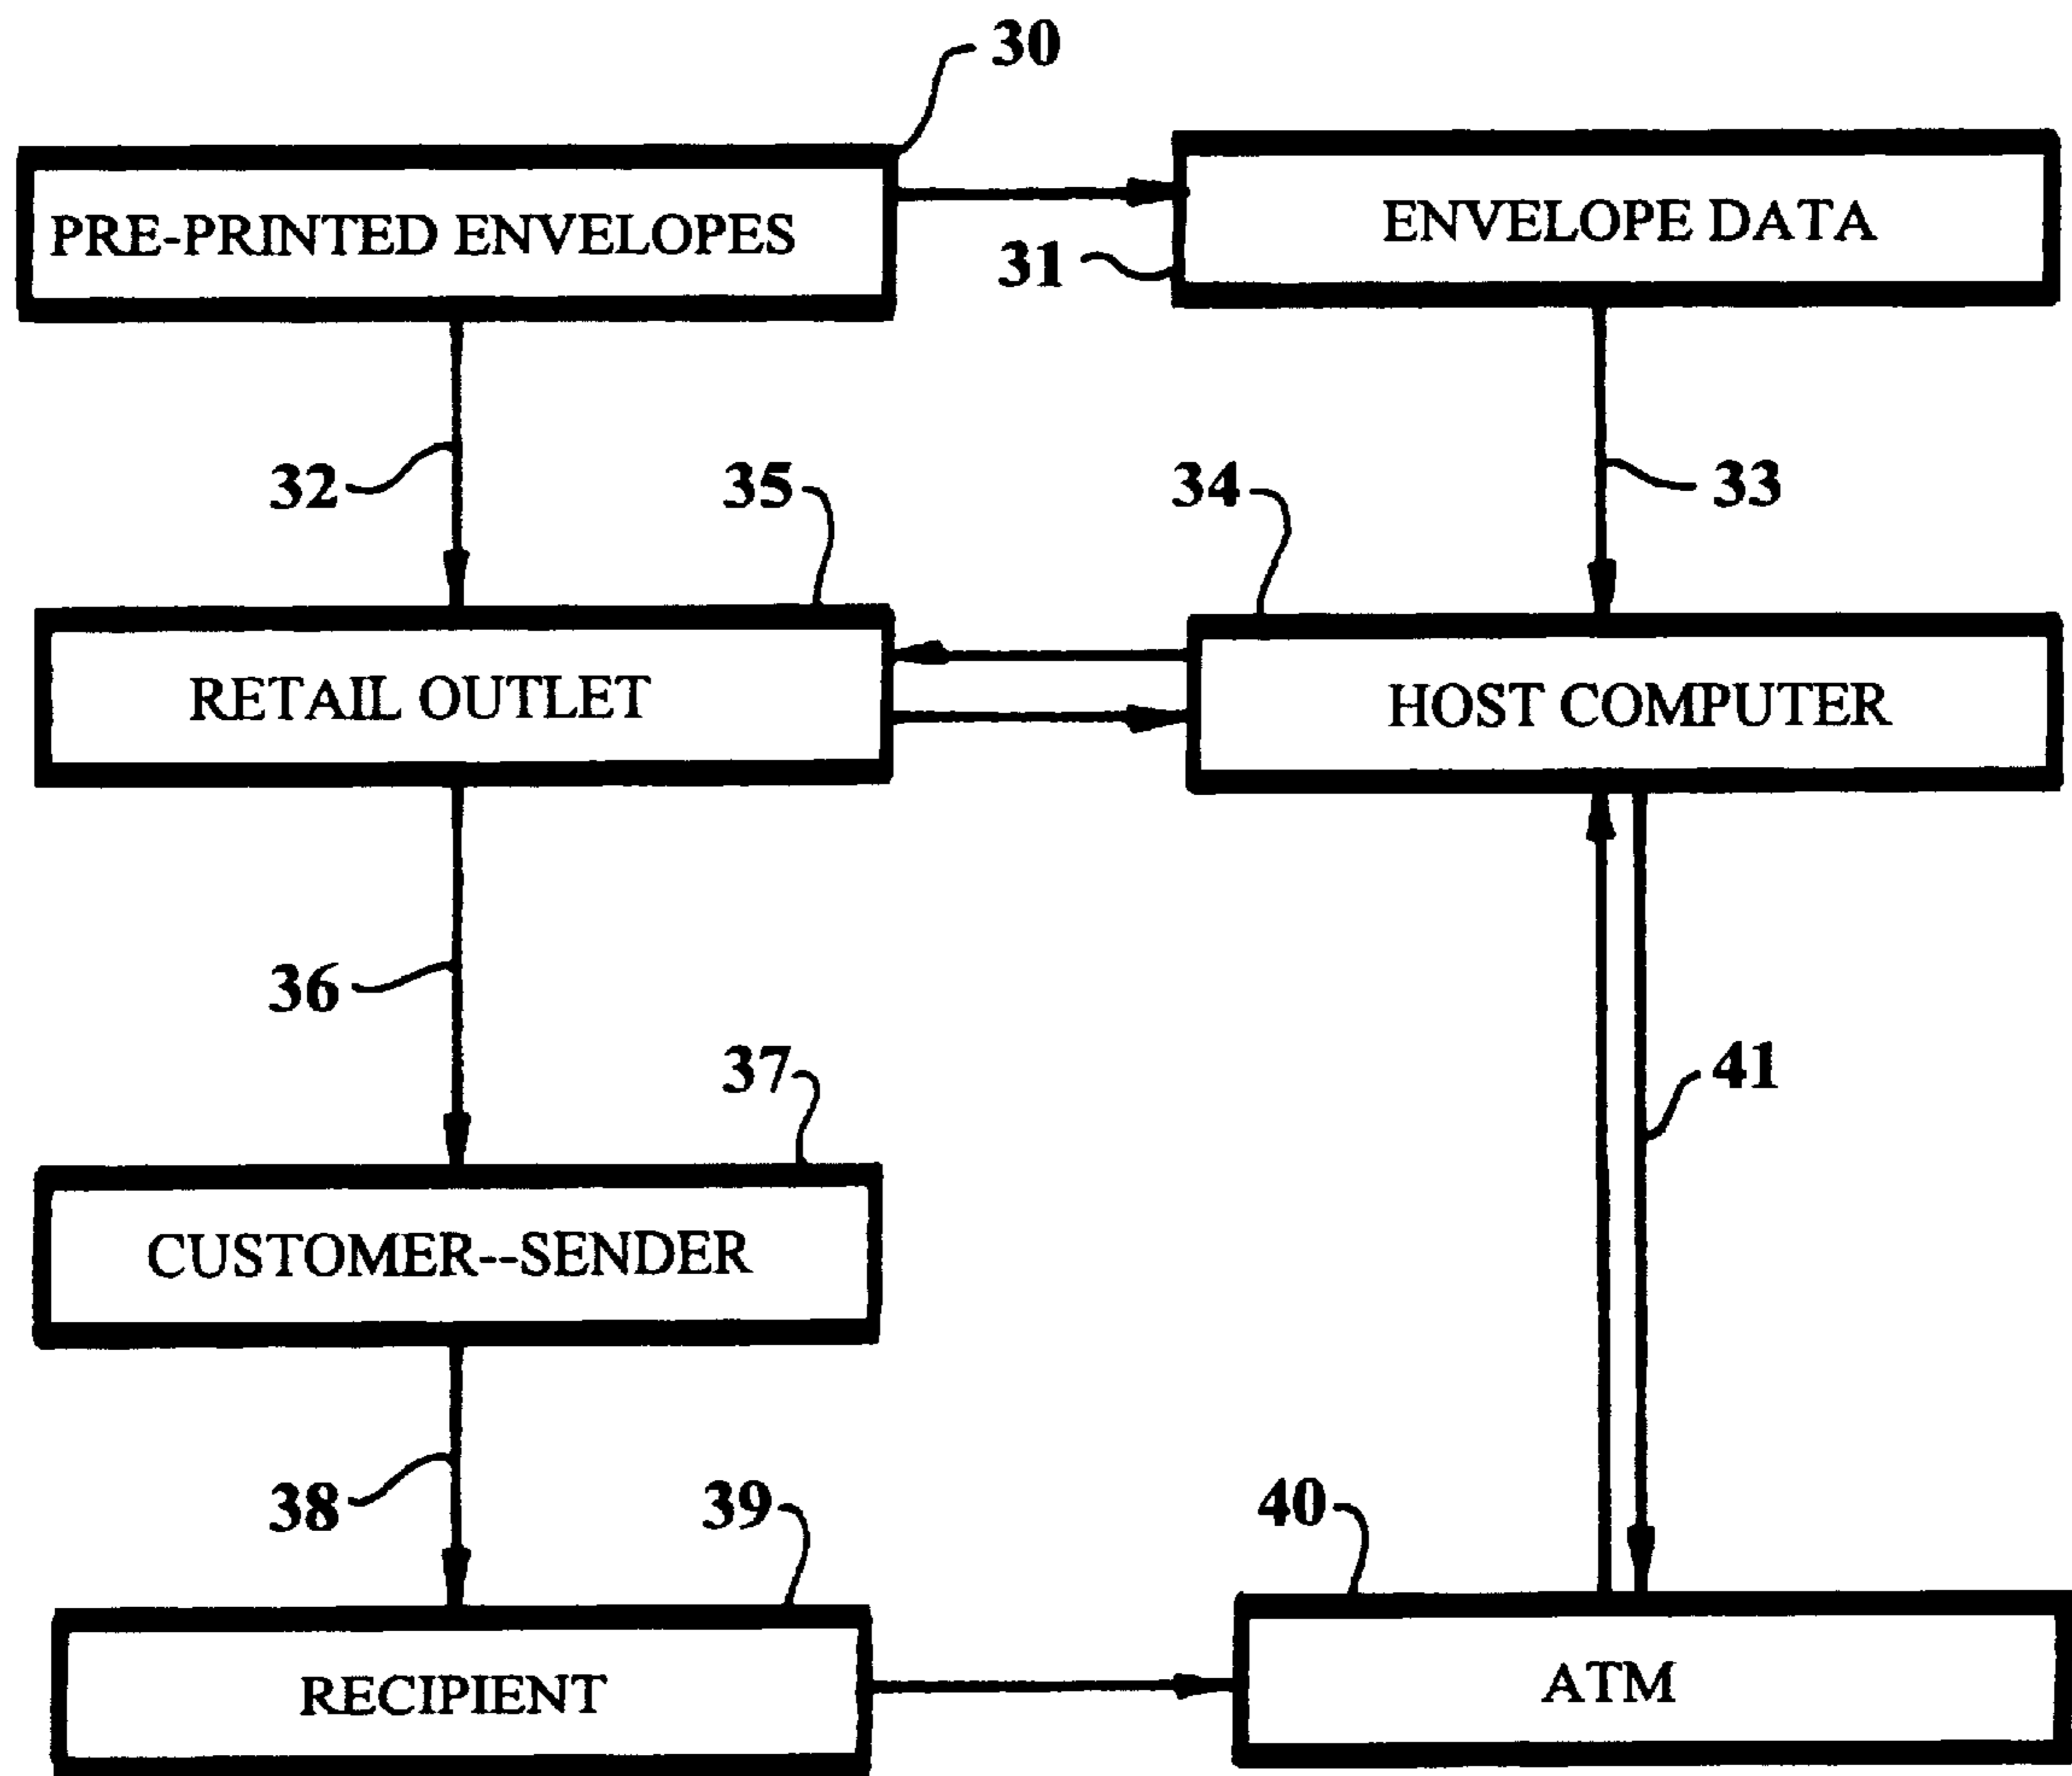 30
PRE-PRINTED ENVELOPES
ENVELOPE DATA
31
32
35
34
33
RETAIL OUTLET
HOST COMPUTER
36
37
41
CUSTOMER--SENDER
38
39
40
RECIPIENT
ATM